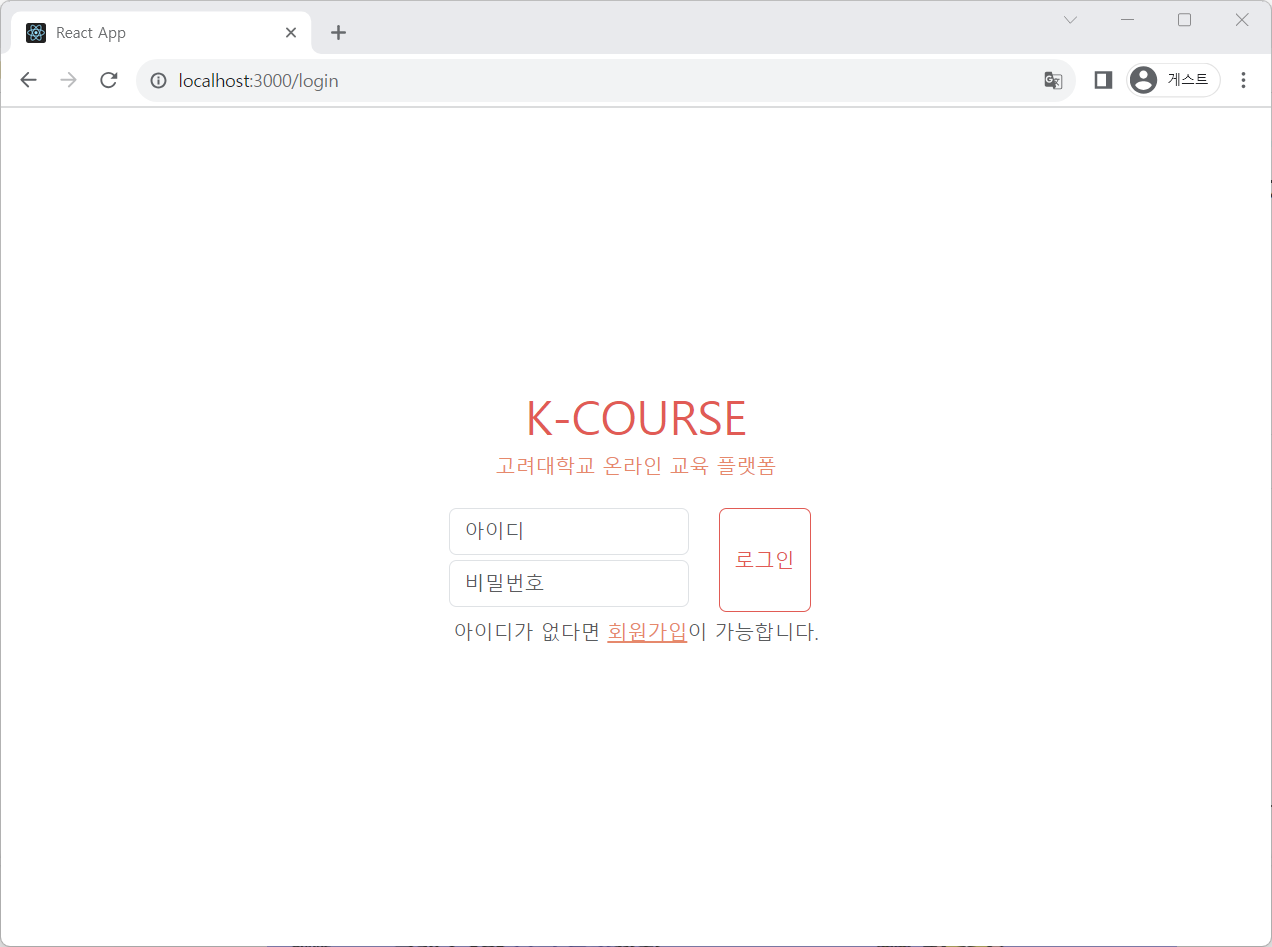 React App
localhost:3000/login
게스트
K-COURSE
고려대학교 온라인 교육 플랫폼
아이디
비밀번호
로그인
아이디가 없다면 회원가입이 가능합니다.